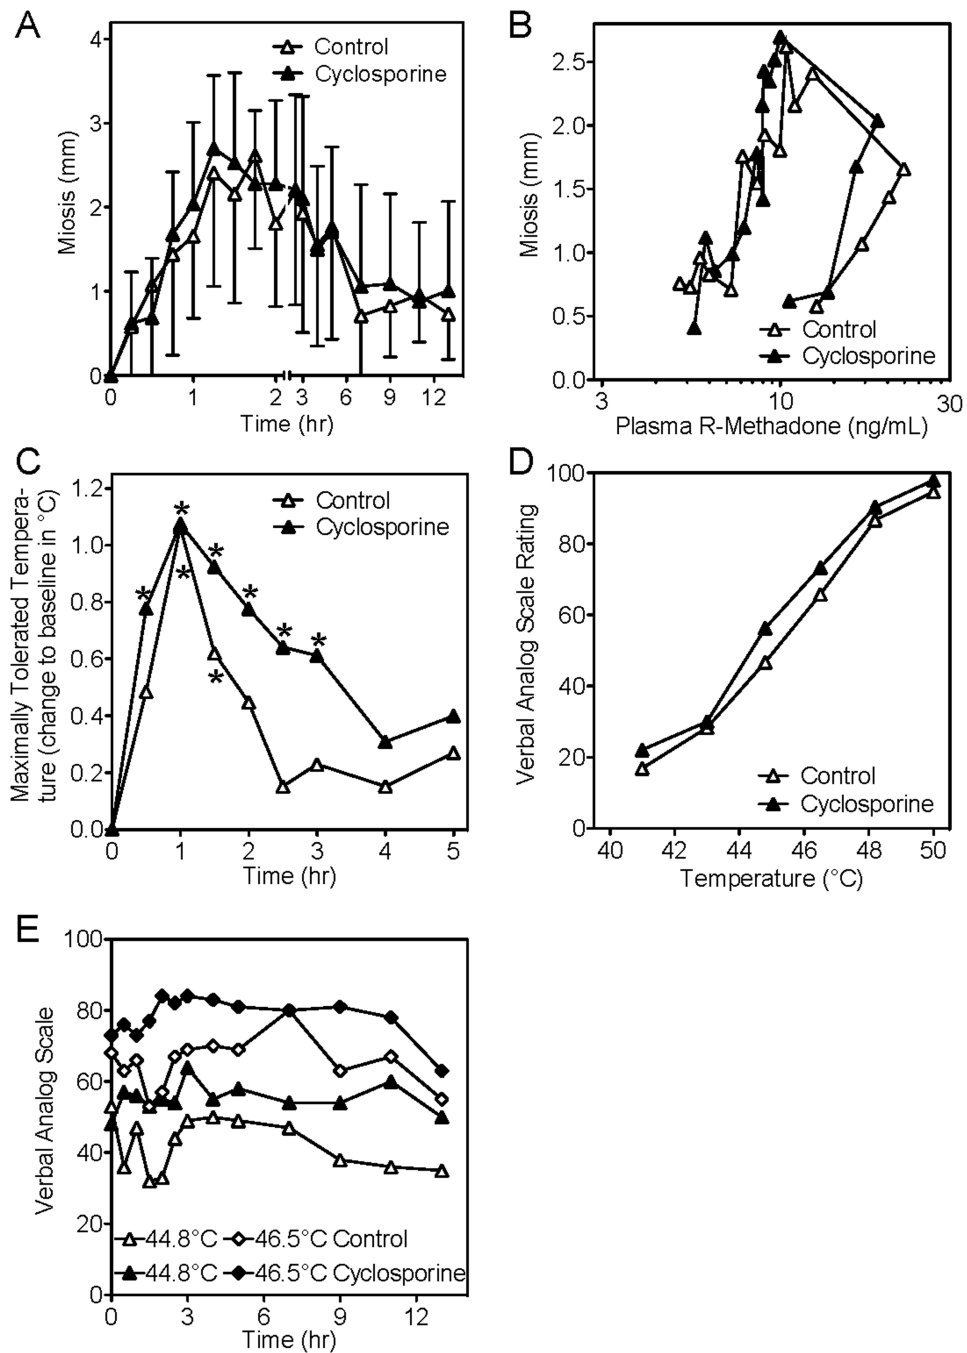 A
Miosis (mm)
4
3
2
1
0
Control
Cyclosporine
0 1 2 3 6 9 12
Time (hr)
B
Miosis (mm)
2.5
2.0
1.5
1.0
0.5
0.0
Control
Cyclosporine
3 10 30
Plasma R-Methadone (ng/mL)
C
Maximally Tolerated Tempera-
ture (change to baseline in °C)
1.2
1.0
0.8
0.6
0.4
0.2
0.0
Control
Cyclosporine
* * * * * * * *
0 1 2 3 4 5
Time (hr)
D
Verbal Analog Scale Rating
100
80
60
40
20
0
Control
Cyclosporine
40 42 44 46 48 50
Temperature (°C)
E
Verbal Analog Scale
100
80
60
40
20
0
44.8°C 46.5°C Control
44.8°C 46.5°C Cyclosporine
0 3 6 9 12
Time (hr)